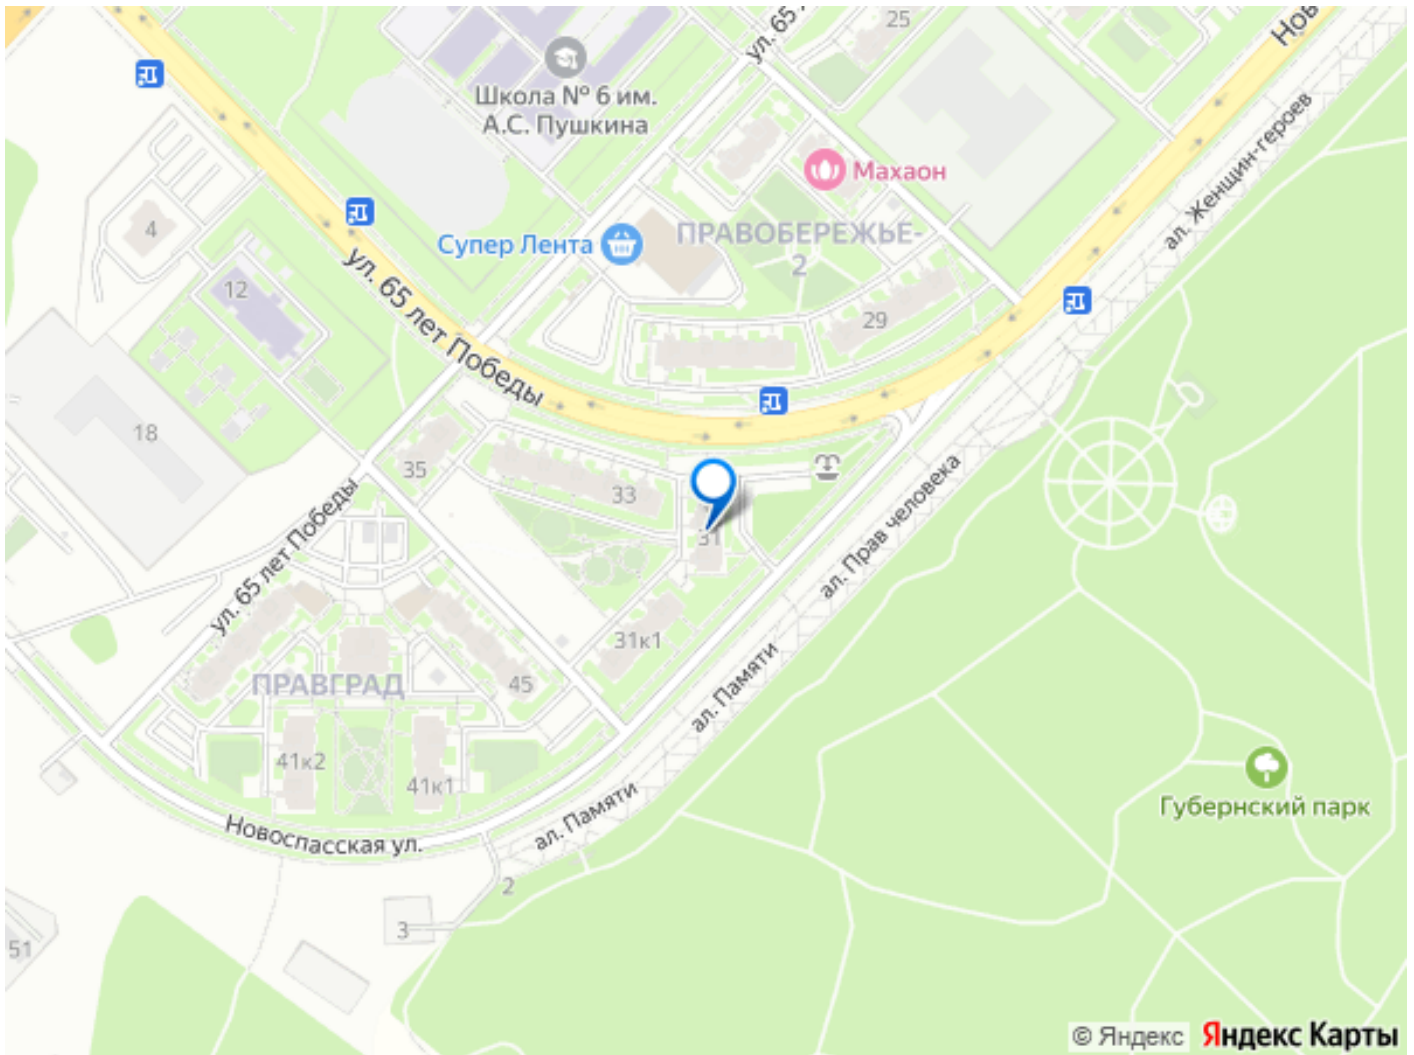 25
Нов
ул. 65 л
Школа № 6 им.
А.С. Пушкина
Махаон
ал. Женщин-героев
4
Супер Лента
ПРАВОБЕРЕЖЬЕ-
2
ул. 65 лет Победы
12
29
18
35
33
31
ал. Прав человека
ул. 65 лет Победы
31к1
ал. Памяти
ПРАВГРАД
45
41к2
41к1
Губернский парк
ал. Памяти
Новоспасская ул.
2
3
51
© Яндекс Яндекс Карты